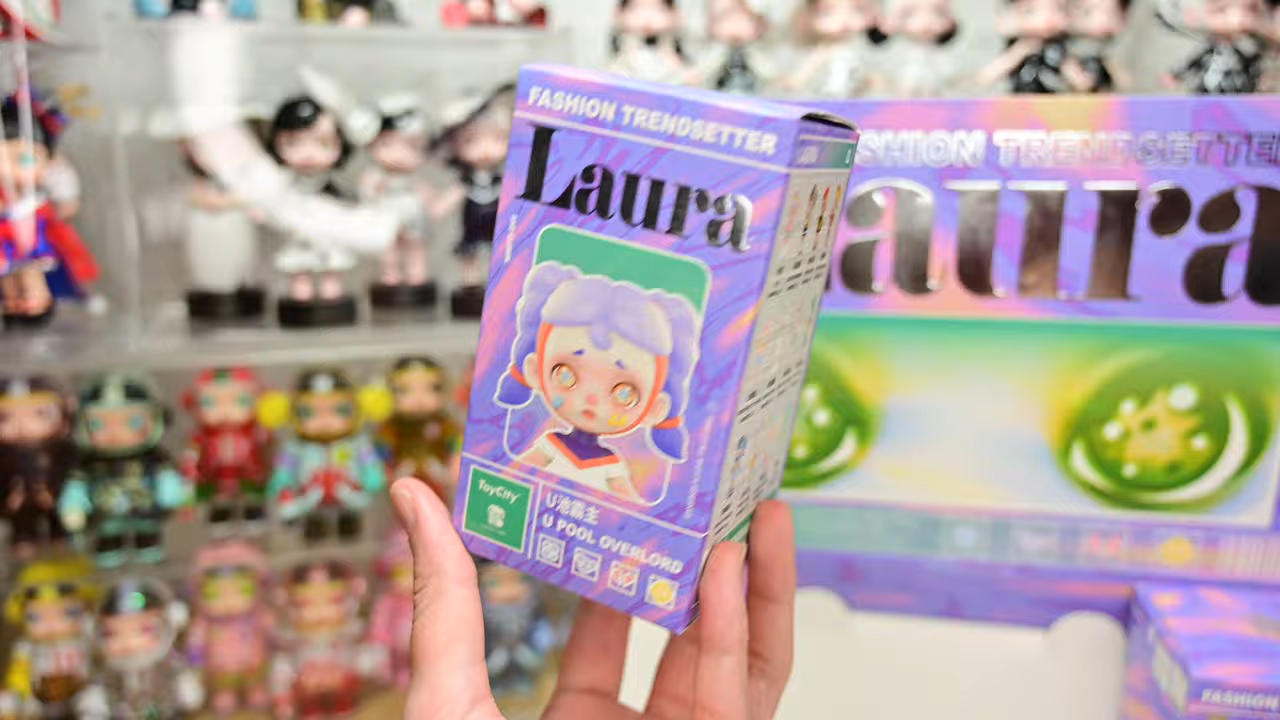 FASHION TRENDSETTER
Laura
ToyCity
U池霸主
U POOL OVERLORD
SHION TRENDSETTE
aura
FASHION